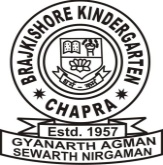 BRAJKISHORE KINDERGARTEN
CHAPRA
Estd. 1957
GYANARTH AGMAN
SEWARTH NIRGAMAN